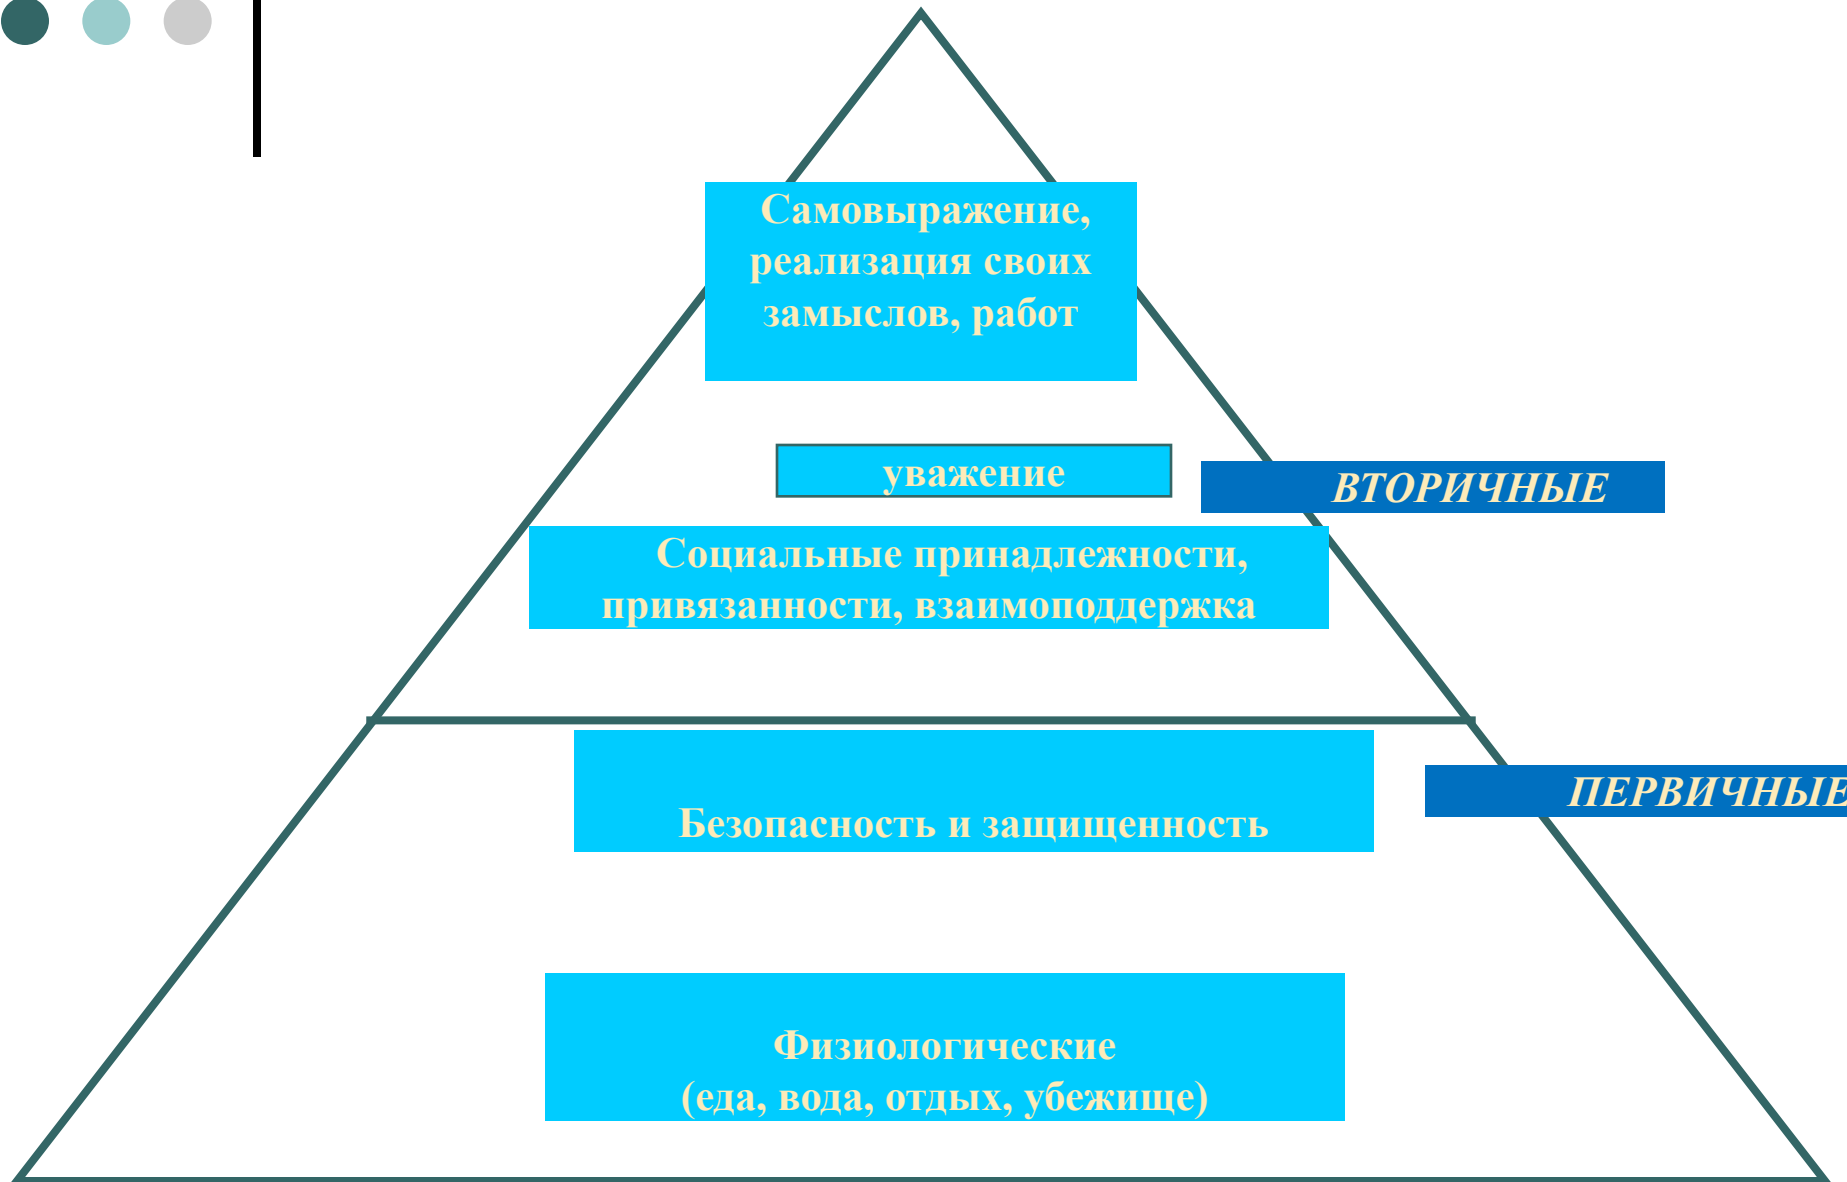 Самовыражение,
реализация своих
замыслов, работ
уважение
ВТОРИЧНЫЕ
Социальные принадлежности,
привязанности, взаимоподдержка
ПЕРВИЧНЫЕ
Безопасность и защищенность
Физиологические
(еда, вода, отдых, убежище)